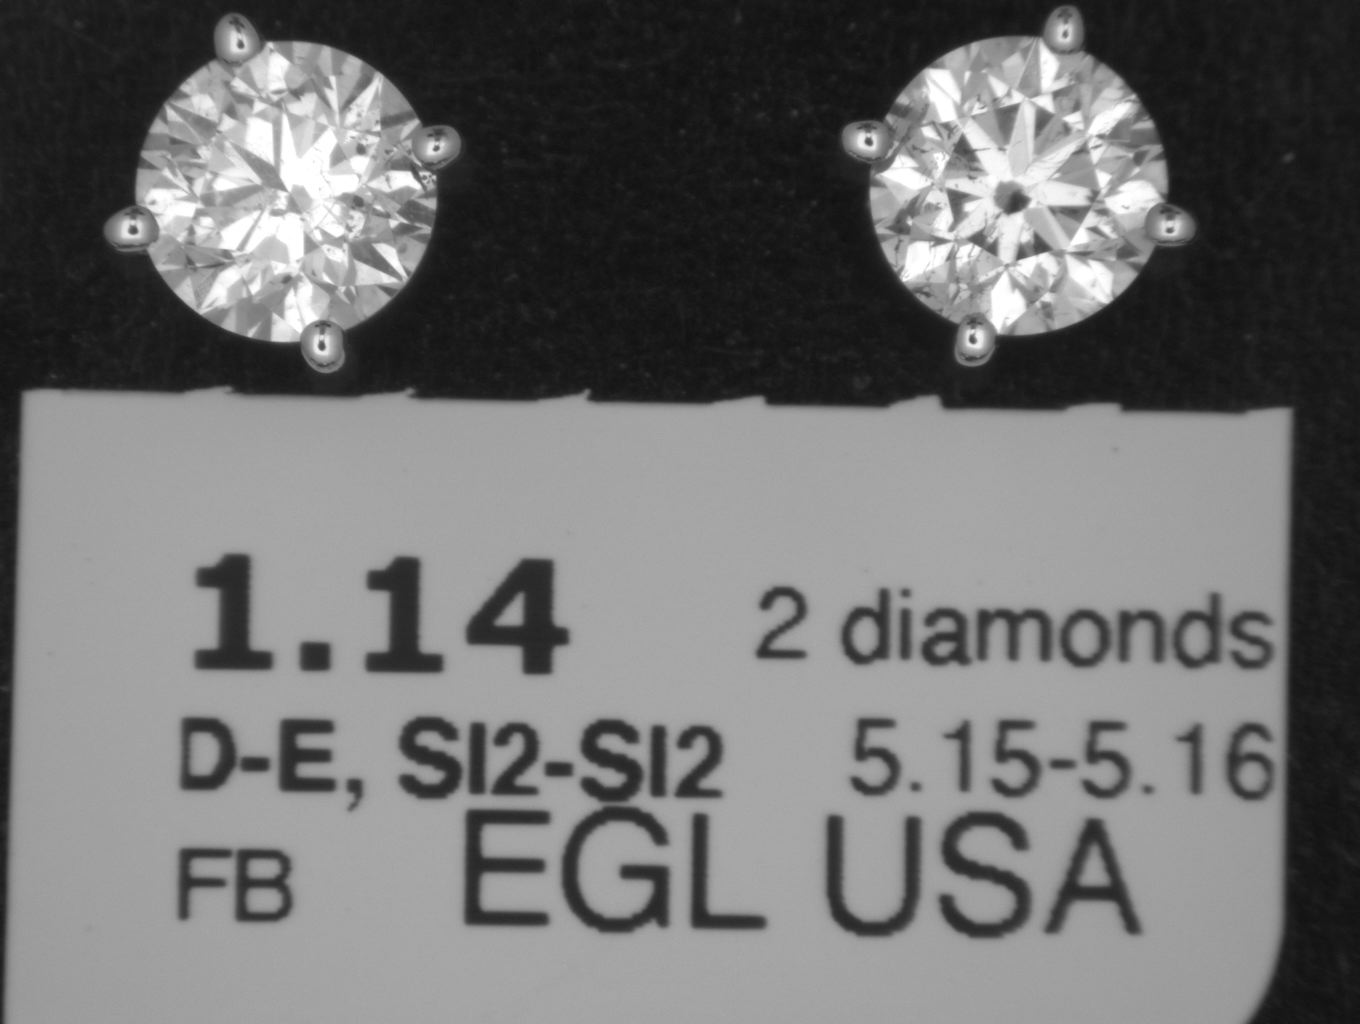 1.14 2 diamonds
D-E, SI2-SI2 5.15-5.16
FB EGL USA